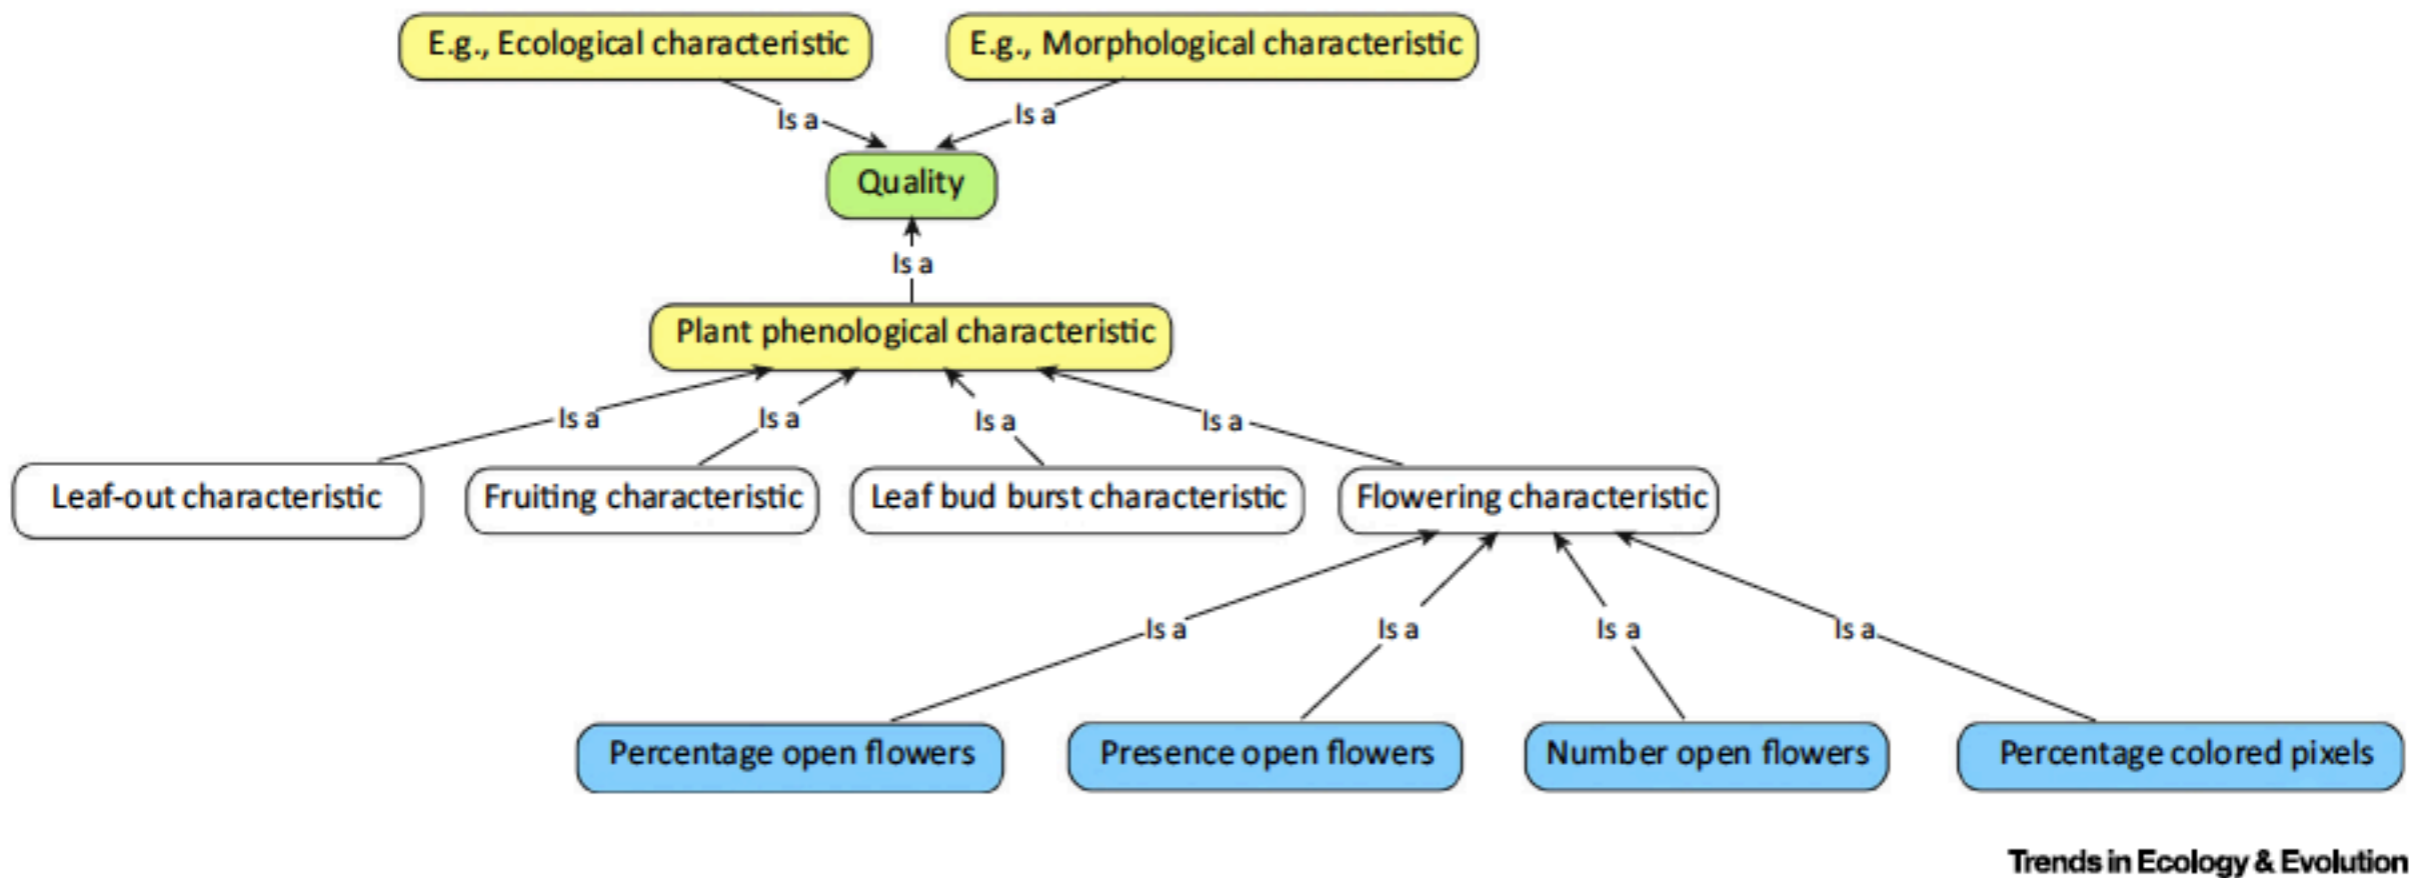 E.g., Ecological characteristic
E.g., Morphological characteristic
Is a
Is a
Quality
Is a
Plant phenological characteristic
Is a
Is a
Is a
Is a
Leaf-out characteristic
Fruiting characteristic
Leaf bud burst characteristic
Flowering characteristic
Is a
Is a
Is a
Is a
Percentage open flowers
Presence open flowers
Number open flowers
Percentage colored pixels
Trends in Ecology & Evolution